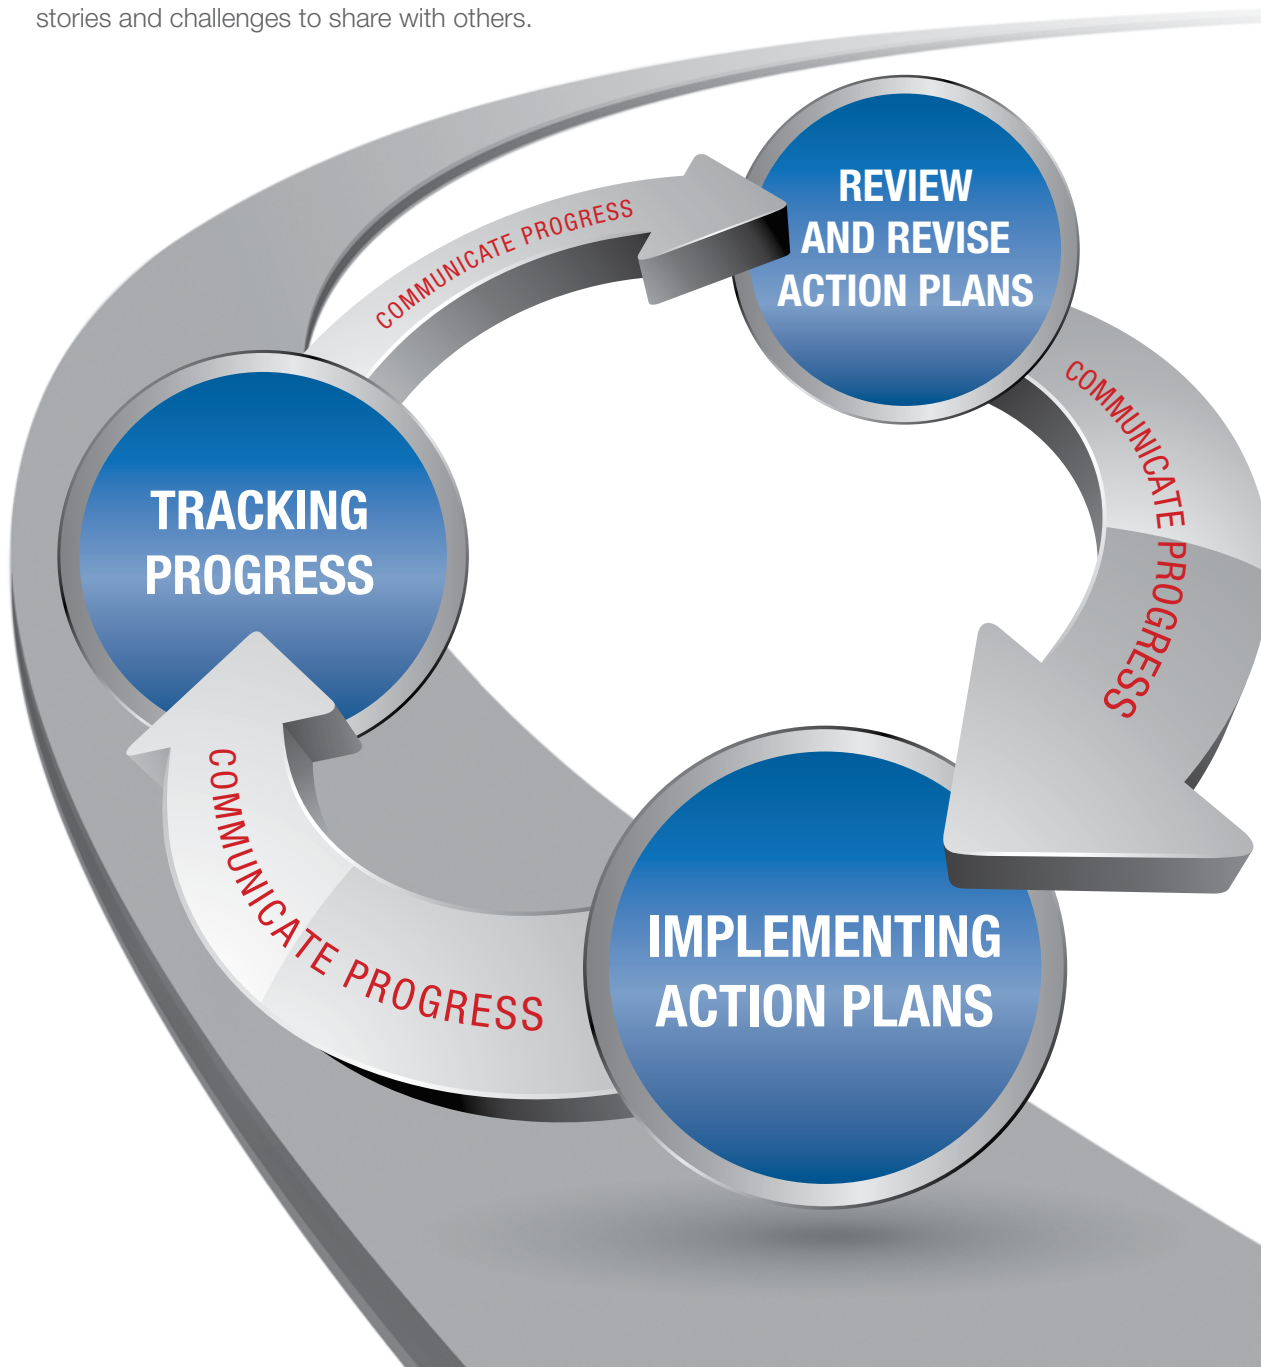 stories and challenges to share with others.
REVIEW
AND REVISE
ACTION PLANS
COMMUNICATE PROGRESS
COMMUNICATE PROGRESS
TRACKING
PROGRESS
COMMUNICATE PROGRESS
IMPLEMENTING
ACTION PLANS